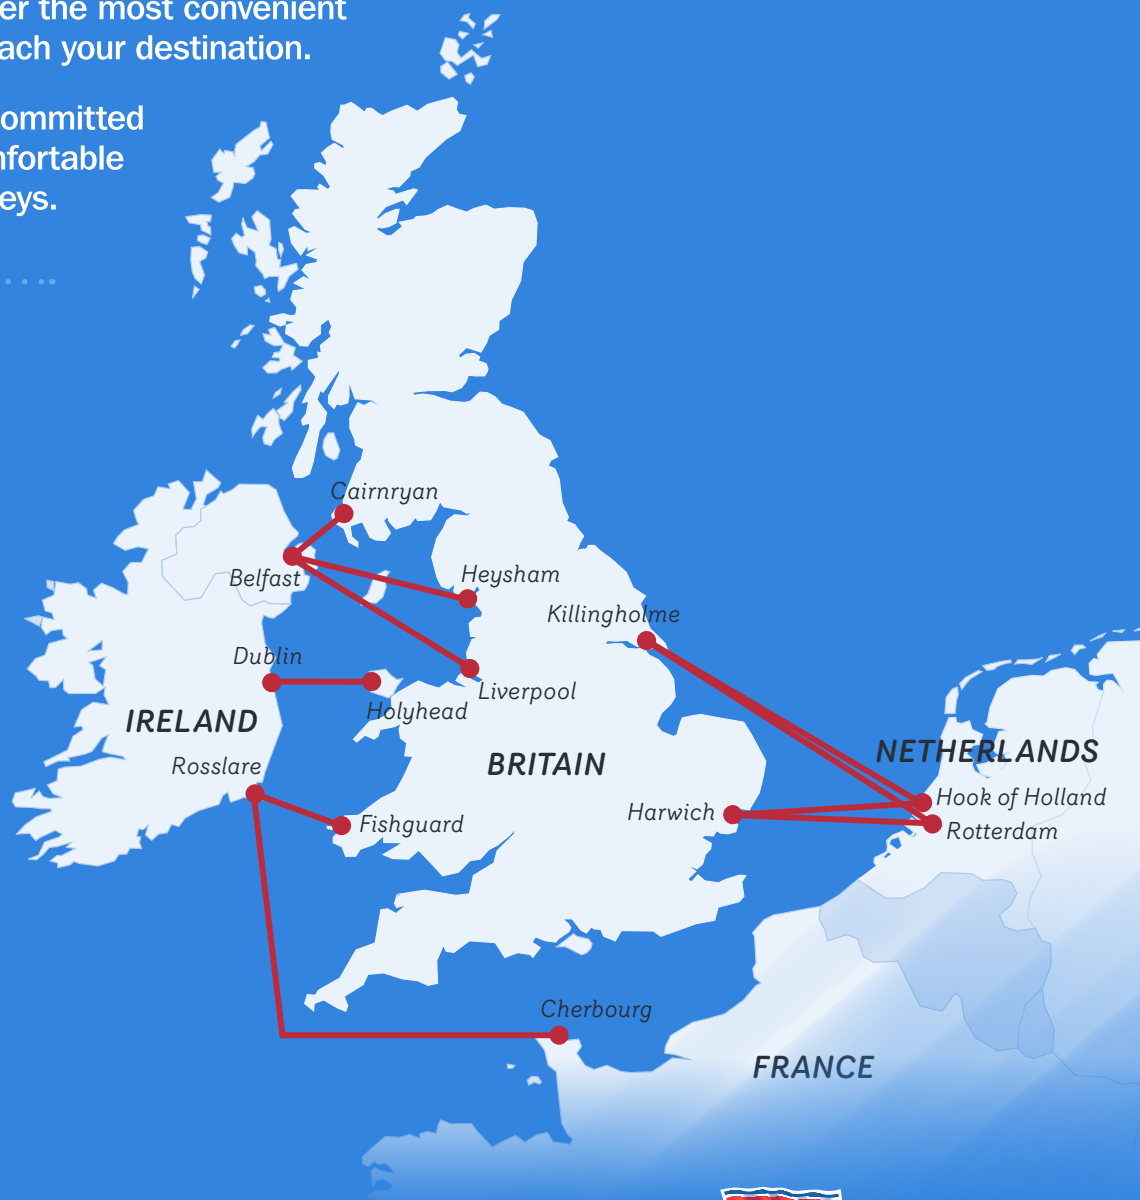 er the most convenient
ach your destination.
ommitted
nfortable
eys.
Cairnryan
Belfast
Heysham
Killingholme
Dublin
Liverpool
Holyhead
IRELAND
Rosslare
BRITAIN
NETHERLANDS
Hook of Holland
Harwich
Fishguard
Rotterdam
Cherbourg
FRANCE